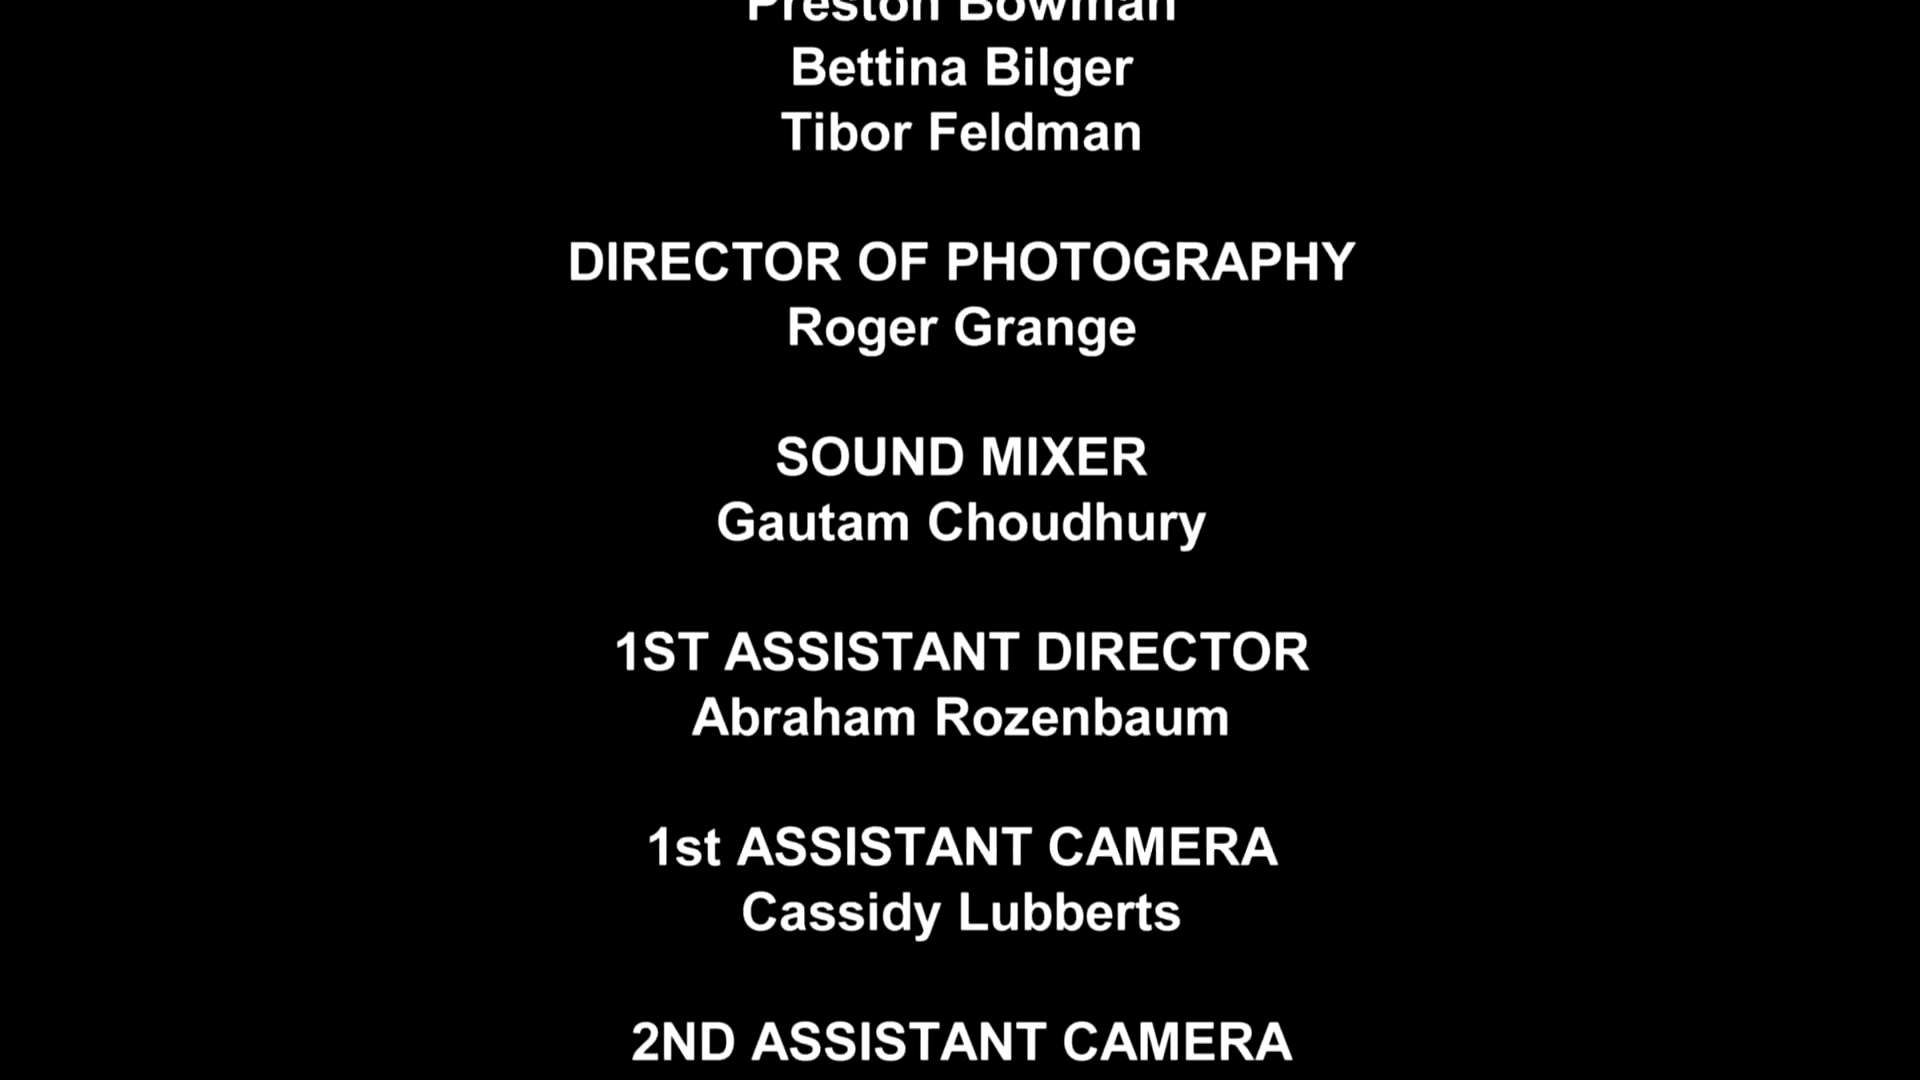 Preston Bowman
Bettina Bilger
Tibor Feldman
DIRECTOR OF PHOTOGRAPHY
Roger Grange
SOUND MIXER
Gautam Choudhury
1ST ASSISTANT DIRECTOR
Abraham Rozenbaum
1st ASSISTANT CAMERA
Cassidy Lubberts
2ND ASSISTANT CAMERA